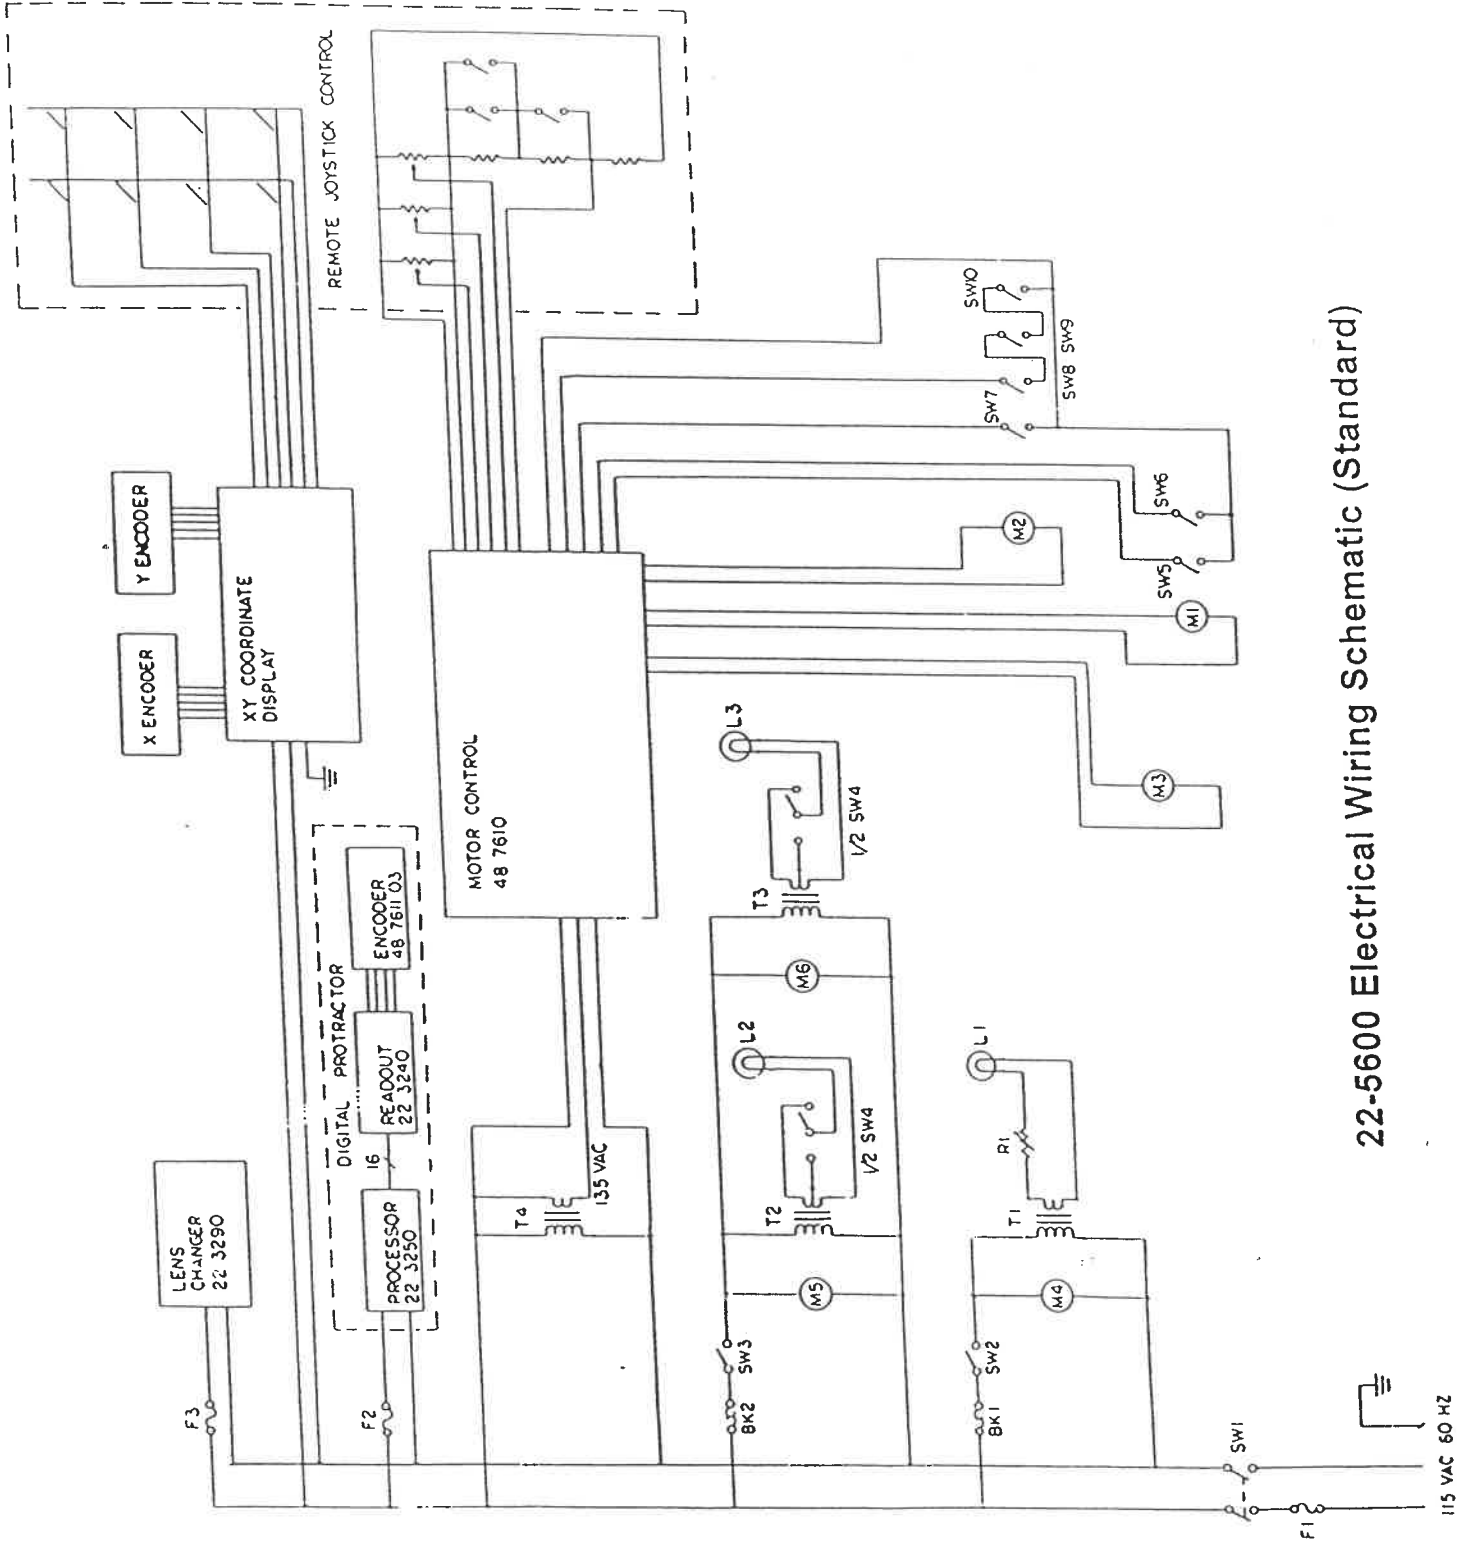 REMOTE JOYSTICK CONTROL
Y ENCODER
X ENCODER
XY COORDINATE
DISPLAY
DIGITAL PROTRACTOR
ENCODER
48 7611 03
READOUT
22 3240
16
PROCESSOR
22 3250
LENS
CHANGER
22 3290
F3
F2
MOTOR CONTROL
48 7610
T4
135 VAC
SW10
SW8 SW9
SW7
SW6
SW5
M2
M1
M3
L3
1/2 SW4
T3
M6
L2
1/2 SW4
T2
M5
SW3
BK2
L1
R1
T1
M4
SW2
BK1
SW1
F1
115 VAC 60 HZ
22-5600 Electrical Wiring Schematic (Standard)